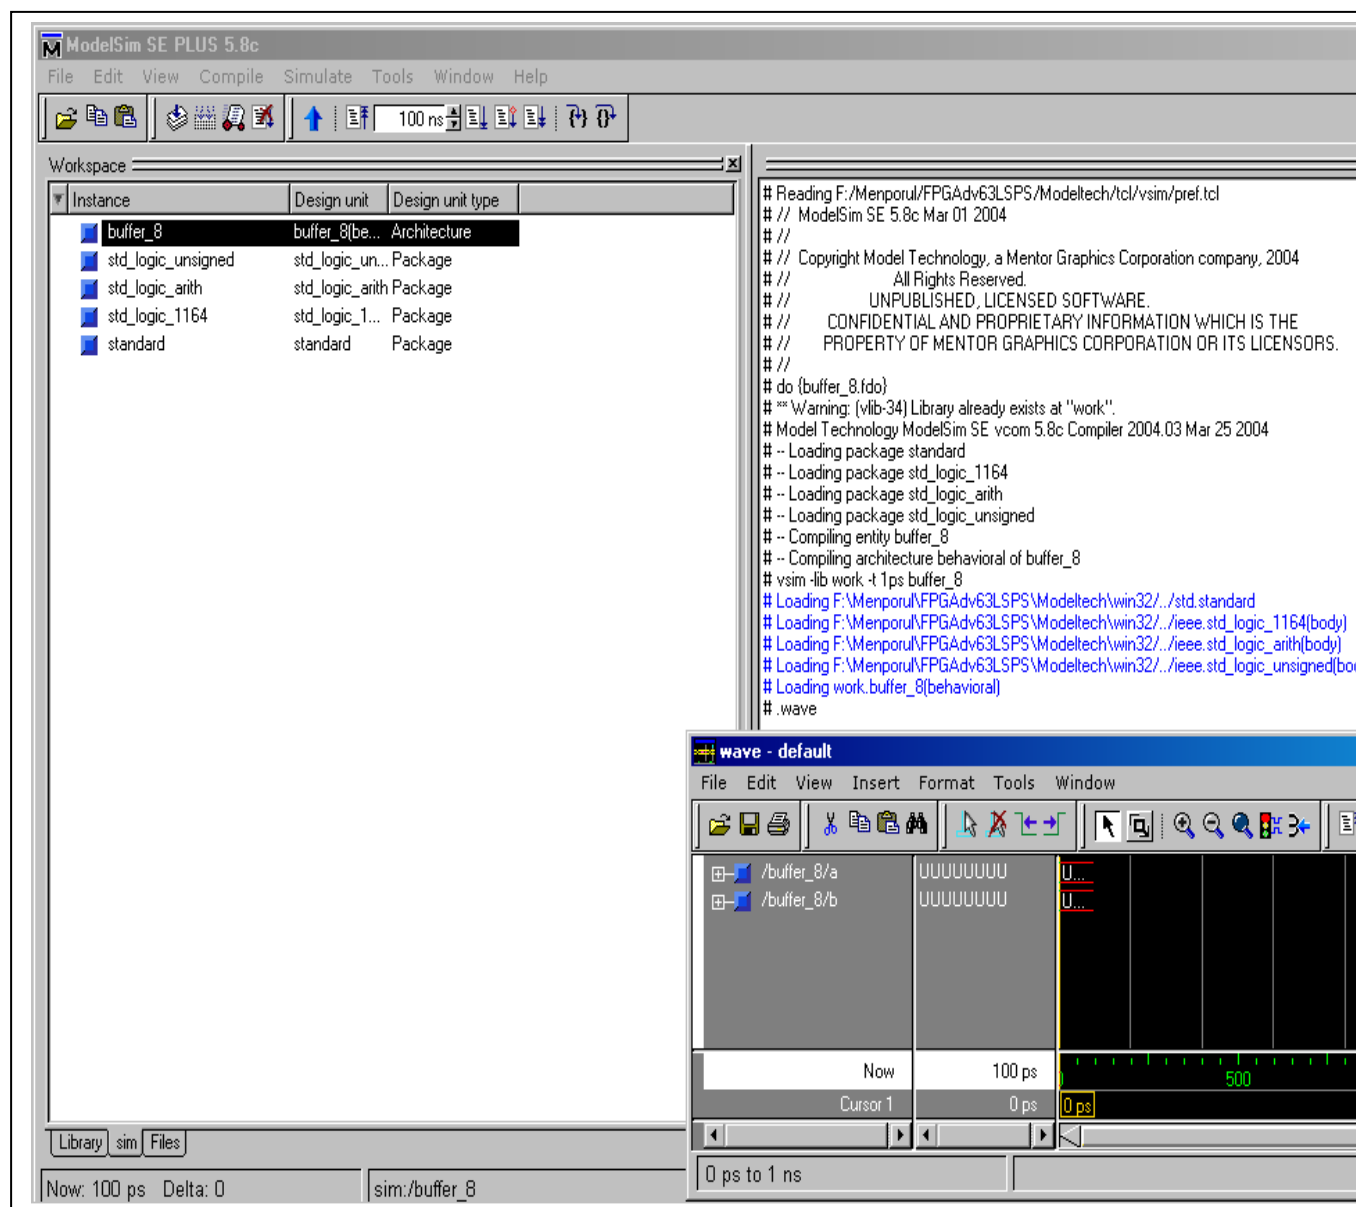 ModelSim SE PLUS 5.8c
File Edit View Compile Simulate Tools Window Help
100 ns
Workspace
Instance Design unit Design unit type
buffer_8 buffer_8(be... Architecture
std_logic_unsigned std_logic_un... Package
std_logic_arith std_logic_arith Package
std_logic_1164 std_logic_1... Package
standard standard Package
# Reading F:/Menporul/FPGAdv63LSPS/Modeltech/tcl/vsim/pref.tcl
# // ModelSim SE 5.8c Mar 01 2004
# //
# // Copyright Model Technology, a Mentor Graphics Corporation company, 2004
# // All Rights Reserved.
# // UNPUBLISHED, LICENSED SOFTWARE.
# // CONFIDENTIAL AND PROPRIETARY INFORMATION WHICH IS THE
# // PROPERTY OF MENTOR GRAPHICS CORPORATION OR ITS LICENSORS.
# //
# do {buffer_8.fdo}
# ** Warning: (vlib-34) Library already exists at "work".
# Model Technology ModelSim SE vcom 5.8c Compiler 2004.03 Mar 25 2004
# -- Loading package standard
# -- Loading package std_logic_1164
# -- Loading package std_logic_arith
# -- Loading package std_logic_unsigned
# -- Compiling entity buffer_8
# -- Compiling architecture behavioral of buffer_8
# vsim -lib work -t 1ps buffer_8
# Loading F:\Menporul\FPGAdv63LSPS\Modeltech\win32/../std.standard
# Loading F:\Menporul\FPGAdv63LSPS\Modeltech\win32/../ieee.std_logic_1164(body)
# Loading F:\Menporul\FPGAdv63LSPS\Modeltech\win32/../ieee.std_logic_arith(body)
# Loading F:\Menporul\FPGAdv63LSPS\Modeltech\win32/../ieee.std_logic_unsigned(bo
# Loading work.buffer_8(behavioral)
# .wave
wave - default
File Edit View Insert Format Tools Window
/buffer_8/a UUUUUUUU U...
/buffer_8/b UUUUUUUU U...
Now 100 ps 500
Cursor 1 0 ps 0 ps
0 ps to 1 ns
Library sim Files
Now: 100 ps Delta: 0 sim:/buffer_8